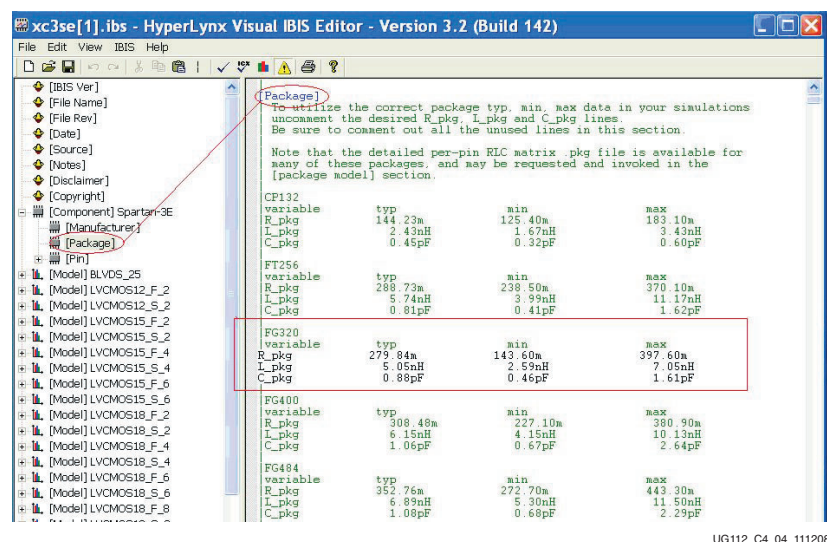 xc3se[1].ibs - HyperLynx Visual IBIS Editor - Version 3.2 (Build 142)
File Edit View IBIS Help
[IBIS Ver]
[File Name]
[File Rev]
[Date]
[Source]
[Notes]
[Disclaimer]
[Copyright]
[Component] Spartan-3E
[Manufacturer]
[Package]
[Pin]
[Model] BLVDS_25
[Model] LVCMOS12_F_2
[Model] LVCMOS12_S_2
[Model] LVCMOS15_F_2
[Model] LVCMOS15_S_2
[Model] LVCMOS15_F_4
[Model] LVCMOS15_S_4
[Model] LVCMOS15_F_6
[Model] LVCMOS15_S_6
[Model] LVCMOS18_F_2
[Model] LVCMOS18_S_2
[Model] LVCMOS18_F_4
[Model] LVCMOS18_S_4
[Model] LVCMOS18_F_6
[Model] LVCMOS18_S_6
[Model] LVCMOS18_F_8
[Package]
To utilize the correct package typ, min, max data in your simulations
uncomment the desired R_pkg, L_pkg and C_pkg lines.
Be sure to comment out all the unused lines in this section.
Note that the detailed per-pin RLC matrix .pkg file is available for
many of these packages, and may be requested and invoked in the
[package model] section.
|CP132
|variable typ min max
|R_pkg 144.23m 125.40m 183.10m
|L_pkg 2.43nH 1.67nH 3.43nH
|C_pkg 0.45pF 0.32pF 0.60pF
|FT256
|variable typ min max
|R_pkg 288.73m 238.50m 370.10m
|L_pkg 5.74nH 3.99nH 11.17nH
|C_pkg 0.81pF 0.41pF 1.62pF
|FG320
|variable typ min max
R_pkg 279.84m 143.60m 397.60m
L_pkg 5.05nH 2.59nH 7.05nH
C_pkg 0.88pF 0.46pF 1.61pF
|FG400
|variable typ min max
|R_pkg 308.48m 227.10m 380.90m
|L_pkg 6.15nH 4.15nH 10.13nH
|C_pkg 1.06pF 0.67pF 2.64pF
|FG484
|variable typ min max
|R_pkg 352.76m 272.70m 443.30m
|L_pkg 6.89nH 5.30nH 11.50nH
|C_pkg 1.08pF 0.68pF 2.29pF
UG112_C4_04_111208